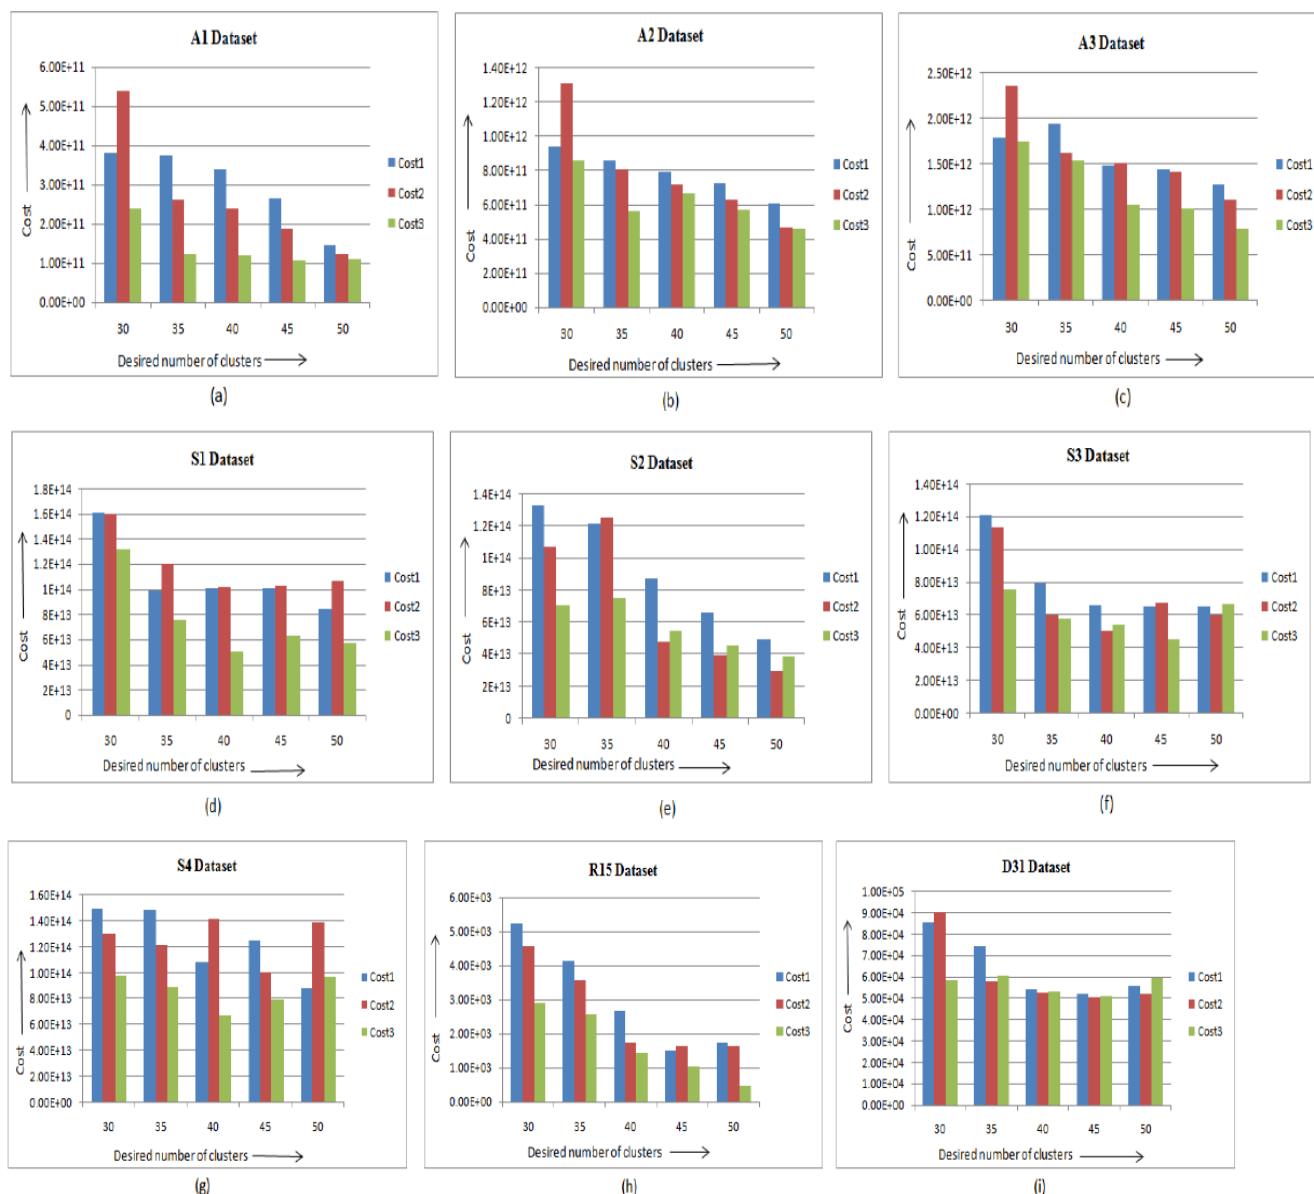 A1 Dataset
6.00E+11
5.00E+11
4.00E+11
3.00E+11
2.00E+11
1.00E+11
0.00E+00
Cost
Cost1
Cost2
Cost3
30 35 40 45 50
Desired number of clusters
(a)
A2 Dataset
1.40E+12
1.20E+12
1.00E+12
8.00E+11
6.00E+11
4.00E+11
2.00E+11
0.00E+00
Cost
Cost1
Cost2
Cost3
30 35 40 45 50
Desired number of clusters
(b)
A3 Dataset
2.50E+12
2.00E+12
1.50E+12
1.00E+12
5.00E+11
0.00E+00
Cost
Cost1
Cost2
Cost3
30 35 40 45 50
Desired number of clusters
(c)
S1 Dataset
1.8E+14
1.6E+14
1.4E+14
1.2E+14
1E+14
8E+13
6E+13
4E+13
2E+13
0
Cost
Cost1
Cost2
Cost3
30 35 40 45 50
Desired number of clusters
(d)
S2 Dataset
1.4E+14
1.2E+14
1E+14
8E+13
6E+13
4E+13
2E+13
0
Cost
Cost1
Cost2
Cost3
30 35 40 45 50
Desired number of clusters
(e)
S3 Dataset
1.40E+14
1.20E+14
1.00E+14
8.00E+13
6.00E+13
4.00E+13
2.00E+13
0.00E+00
Cost
Cost1
Cost2
Cost3
30 35 40 45 50
Desired number of clusters
(f)
S4 Dataset
1.60E+14
1.40E+14
1.20E+14
1.00E+14
8.00E+13
6.00E+13
4.00E+13
2.00E+13
0.00E+00
Cost
Cost1
Cost2
Cost3
30 35 40 45 50
Desired number of clusters
(g)
R15 Dataset
6.00E+03
5.00E+03
4.00E+03
3.00E+03
2.00E+03
1.00E+03
0.00E+00
Cost
Cost1
Cost2
Cost3
30 35 40 45 50
Desired number of clusters
(h)
D31 Dataset
1.00E+05
9.00E+04
8.00E+04
7.00E+04
6.00E+04
5.00E+04
4.00E+04
3.00E+04
2.00E+04
1.00E+04
0.00E+00
Cost
Cost1
Cost2
Cost3
30 35 40 45 50
Desired number of clusters
(i)